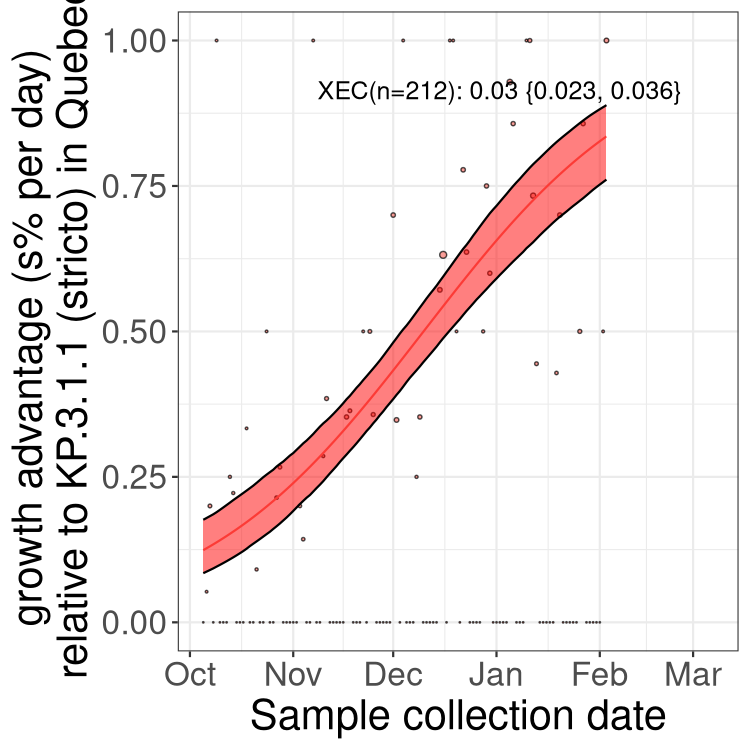 growth advantage (s% per day)
relative to KP.3.1.1 (stricto) in Quebec
1.00
0.75
0.50
0.25
0.00
XEC(n=212): 0.03 {0.023, 0.036}
Oct Nov Dec Jan Feb Mar
Sample collection date